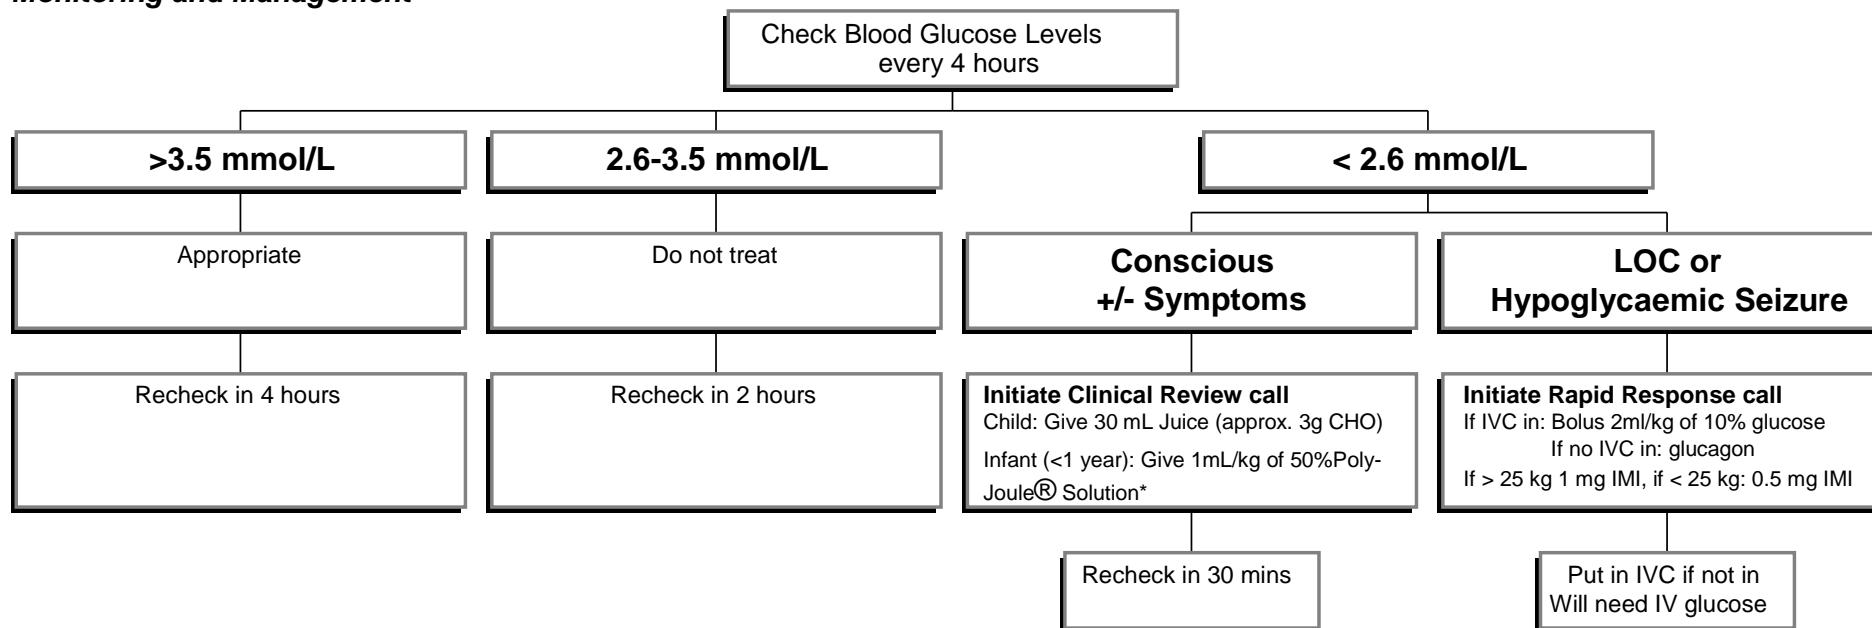 Monitoring and Management
Check Blood Glucose Levels
every 4 hours
>3.5 mmol/L
2.6-3.5 mmol/L
< 2.6 mmol/L
Appropriate
Do not treat
Conscious
+/- Symptoms
LOC or
Hypoglycaemic Seizure
Recheck in 4 hours
Recheck in 2 hours
Initiate Clinical Review call
Child: Give 30 mL Juice (approx. 3g CHO)
Infant (<1 year): Give 1mL/kg of 50%Poly-
Joule® Solution*
Initiate Rapid Response call
If IVC in: Bolus 2ml/kg of 10% glucose
If no IVC in: glucagon
If > 25 kg 1 mg IMI, if < 25 kg: 0.5 mg IMI
Recheck in 30 mins
Put in IVC if not in
Will need IV glucose